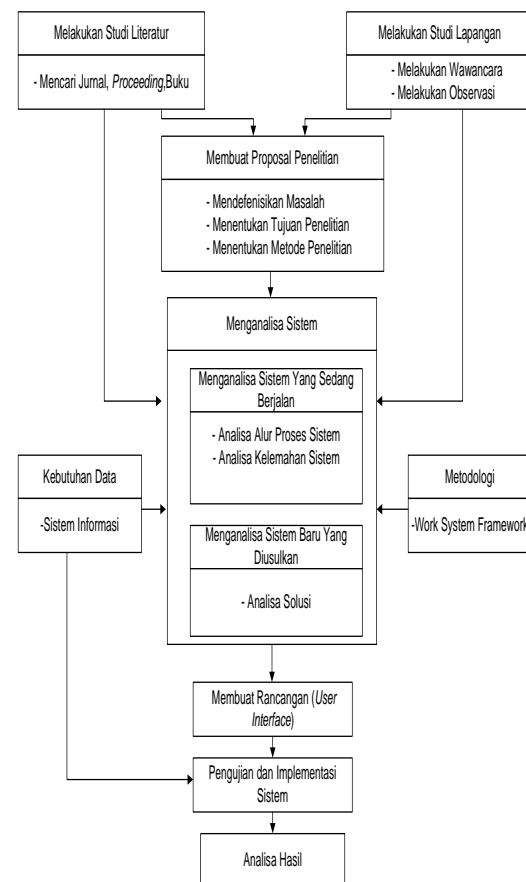 Melakukan Studi Literatur
- Mencari Jurnal, Proceeding,Buku
Melakukan Studi Lapangan
- Melakukan Wawancara
- Melakukan Observasi
Membuat Proposal Penelitian
- Mendefenisikan Masalah
- Menentukan Tujuan Penelitian
- Menentukan Metode Penelitian
Menganalisa Sistem
Menganalisa Sistem Yang Sedang
Berjalan
- Analisa Alur Proses Sistem
- Analisa Kelemahan Sistem
Kebutuhan Data
-Sistem Informasi
Metodologi
-Work System Framework
Menganalisa Sistem Baru Yang
Diusulkan
- Analisa Solusi
Membuat Rancangan (User
Interface)
Pengujian dan Implementasi
Sistem
Analisa Hasil